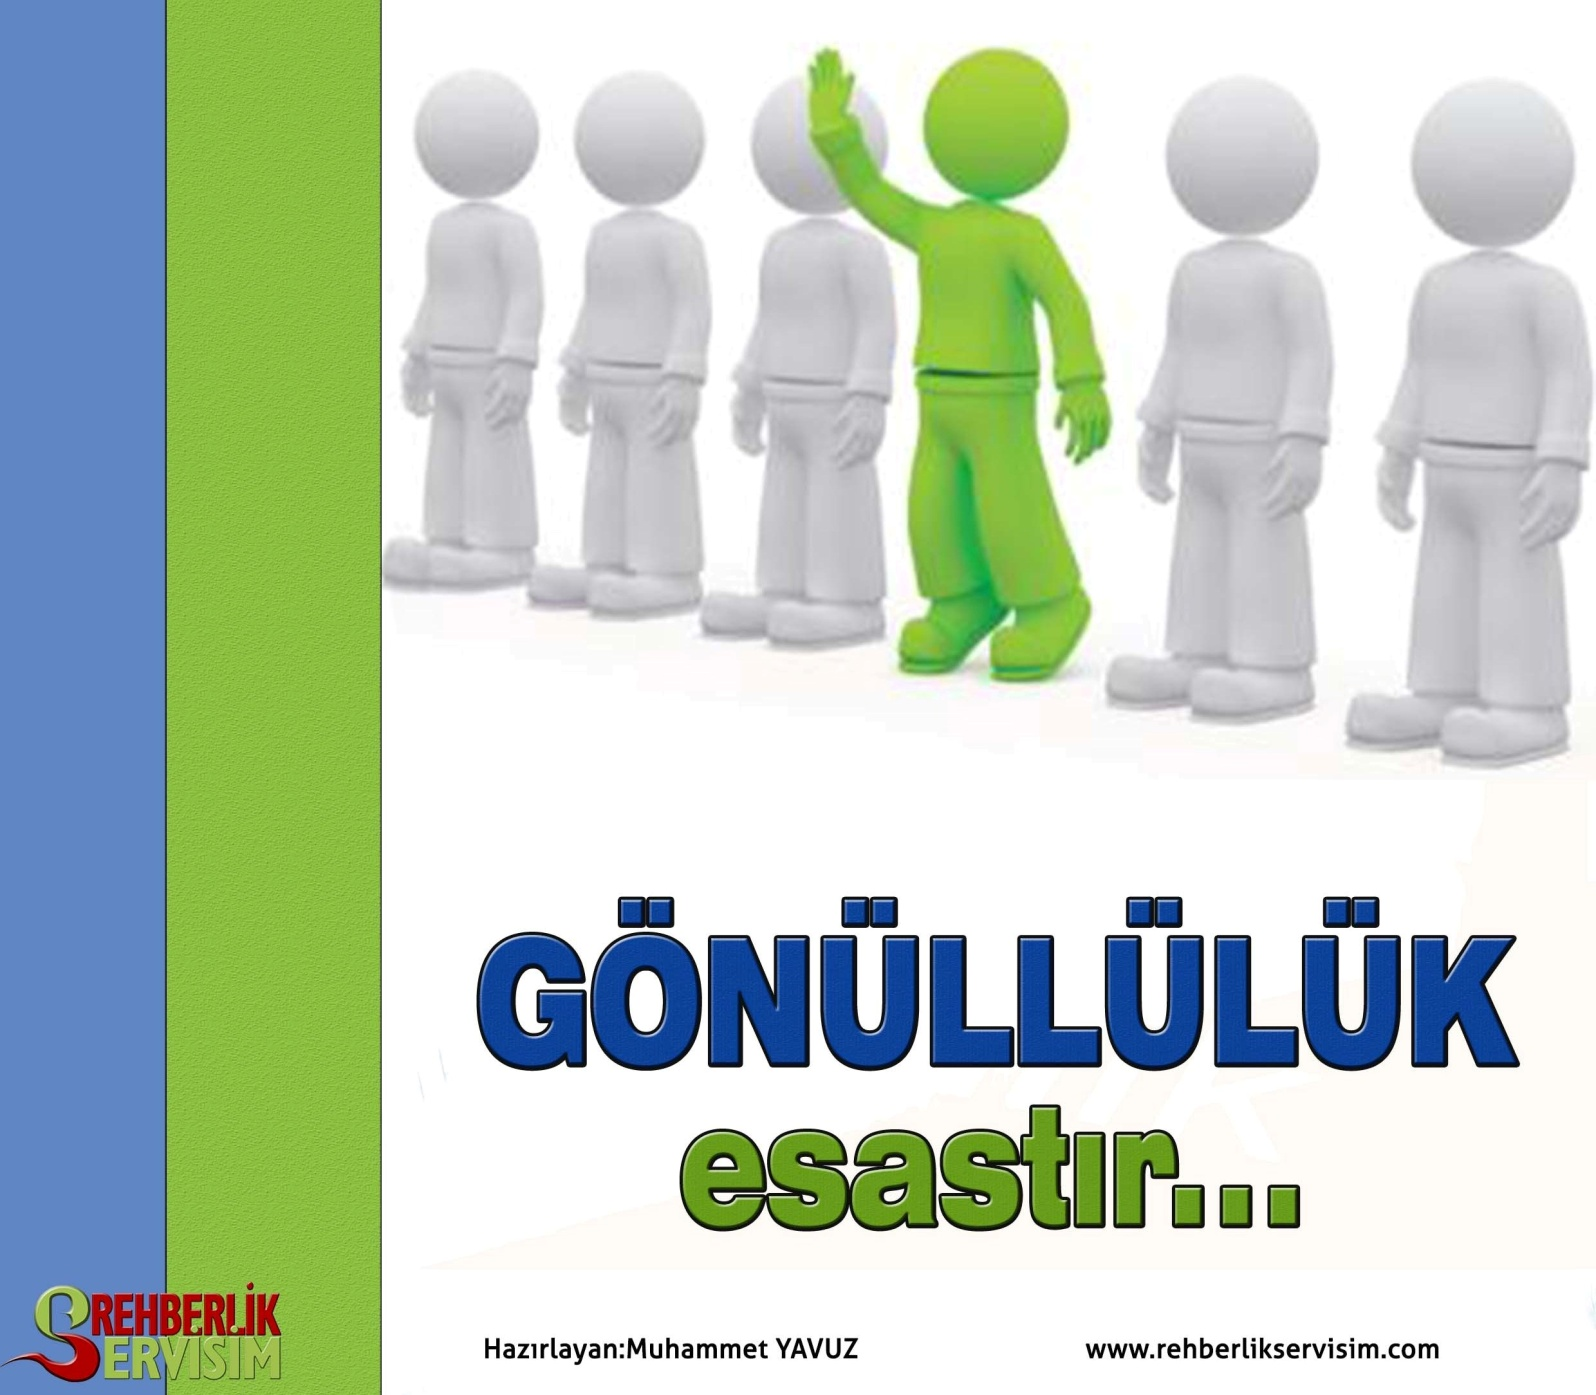 GÖNÜLLÜLÜK
esastır...
REHBERLİK
SERVİSİM
Hazırlayan:Muhammet YAVUZ
www.rehberlikservisim.com